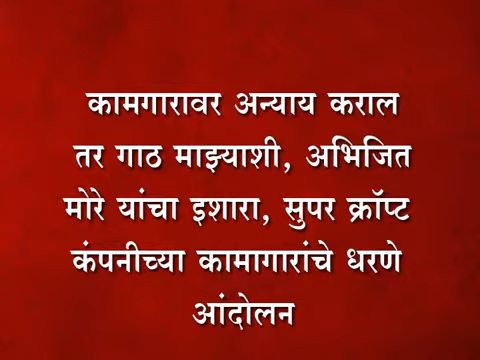 कामगारावर अन्याय कराल
तर गाठ माझ्याशी, अभिजित
मोरे यांचा इशारा, सुपर क्रॉप्ट
कंपनीच्या कामागारांचे धरणे
आंदोलन